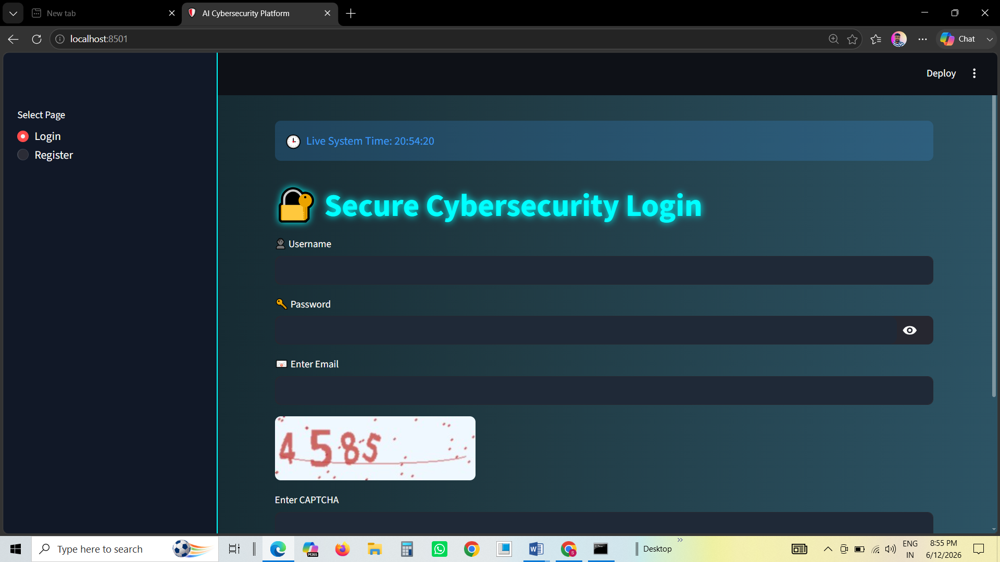 New tab
AI Cybersecurity Platform
localhost:8501
Chat
Deploy
Select Page
Login
Register
Live System Time: 20:54:20
Secure Cybersecurity Login
Username
Password
Enter Email
4585
Enter CAPTCHA
Type here to search
M365
S
Desktop
ENG
IN
8:55 PM
6/12/2026